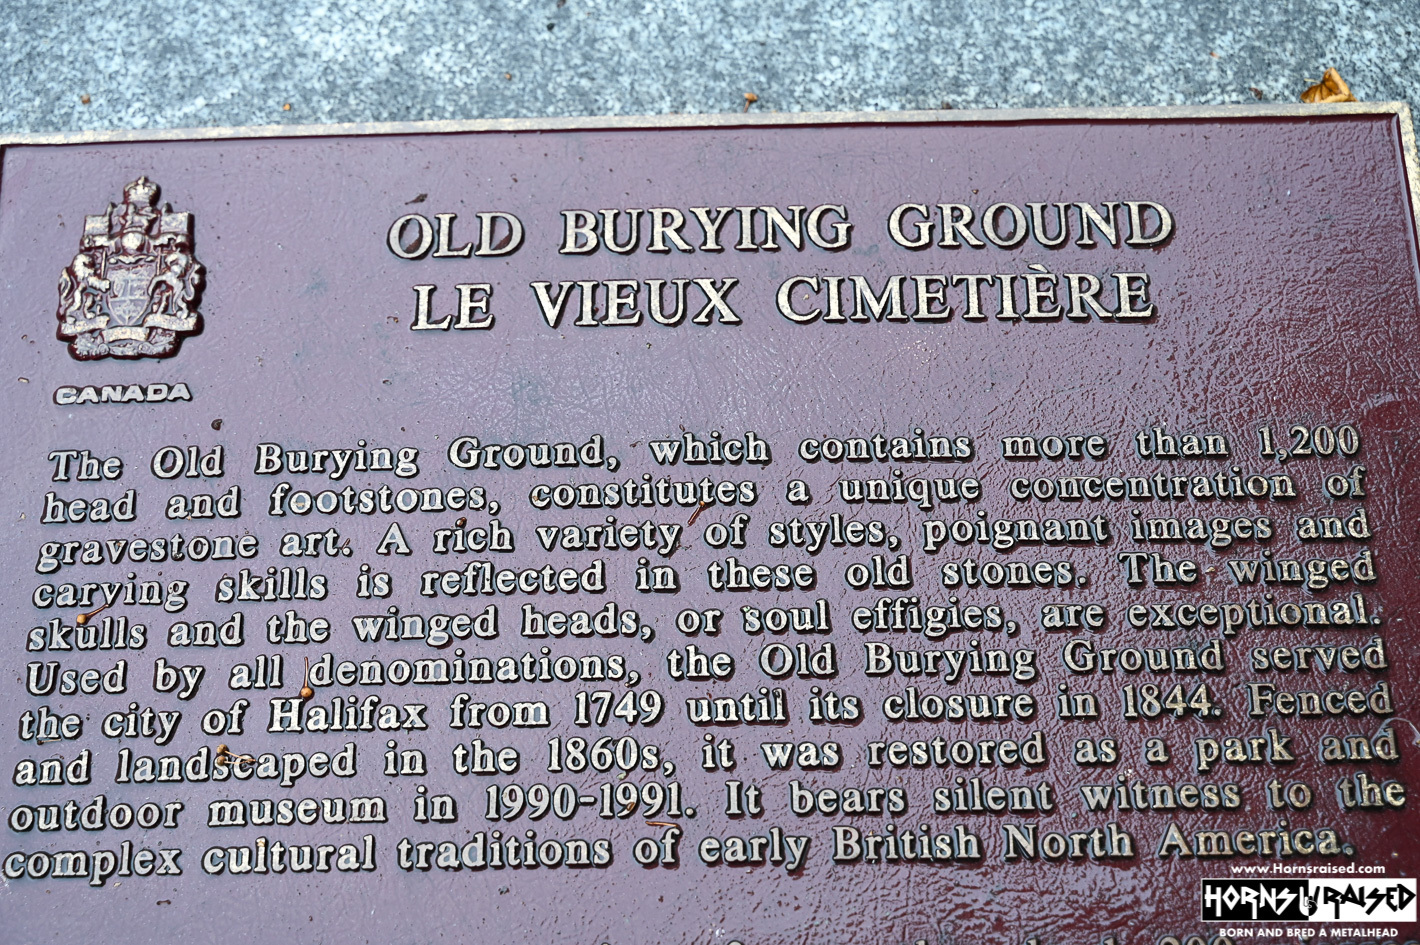 OLD BURYING GROUND
LE VIEUX CIMETIÈRE
CANADA
The Old Burying Ground, which contains more than 1,200
head and footstones, constitutes a unique concentration of
gravestone art. A rich variety of styles, poignant images and
carving skills is reflected in these old stones. The winged
skulls and the winged heads, or soul effigies, are exceptional.
Used by all denominations, the Old Burying Ground served
the city of Halifax from 1749 until its closure in 1844. Fenced
and landscaped in the 1860s, it was restored as a park and
outdoor museum in 1990-1991. It bears silent witness to the
complex cultural traditions of early British North America.
www.Hornsraised.com
HORNS RAISED
BORN AND BRED A METALHEAD